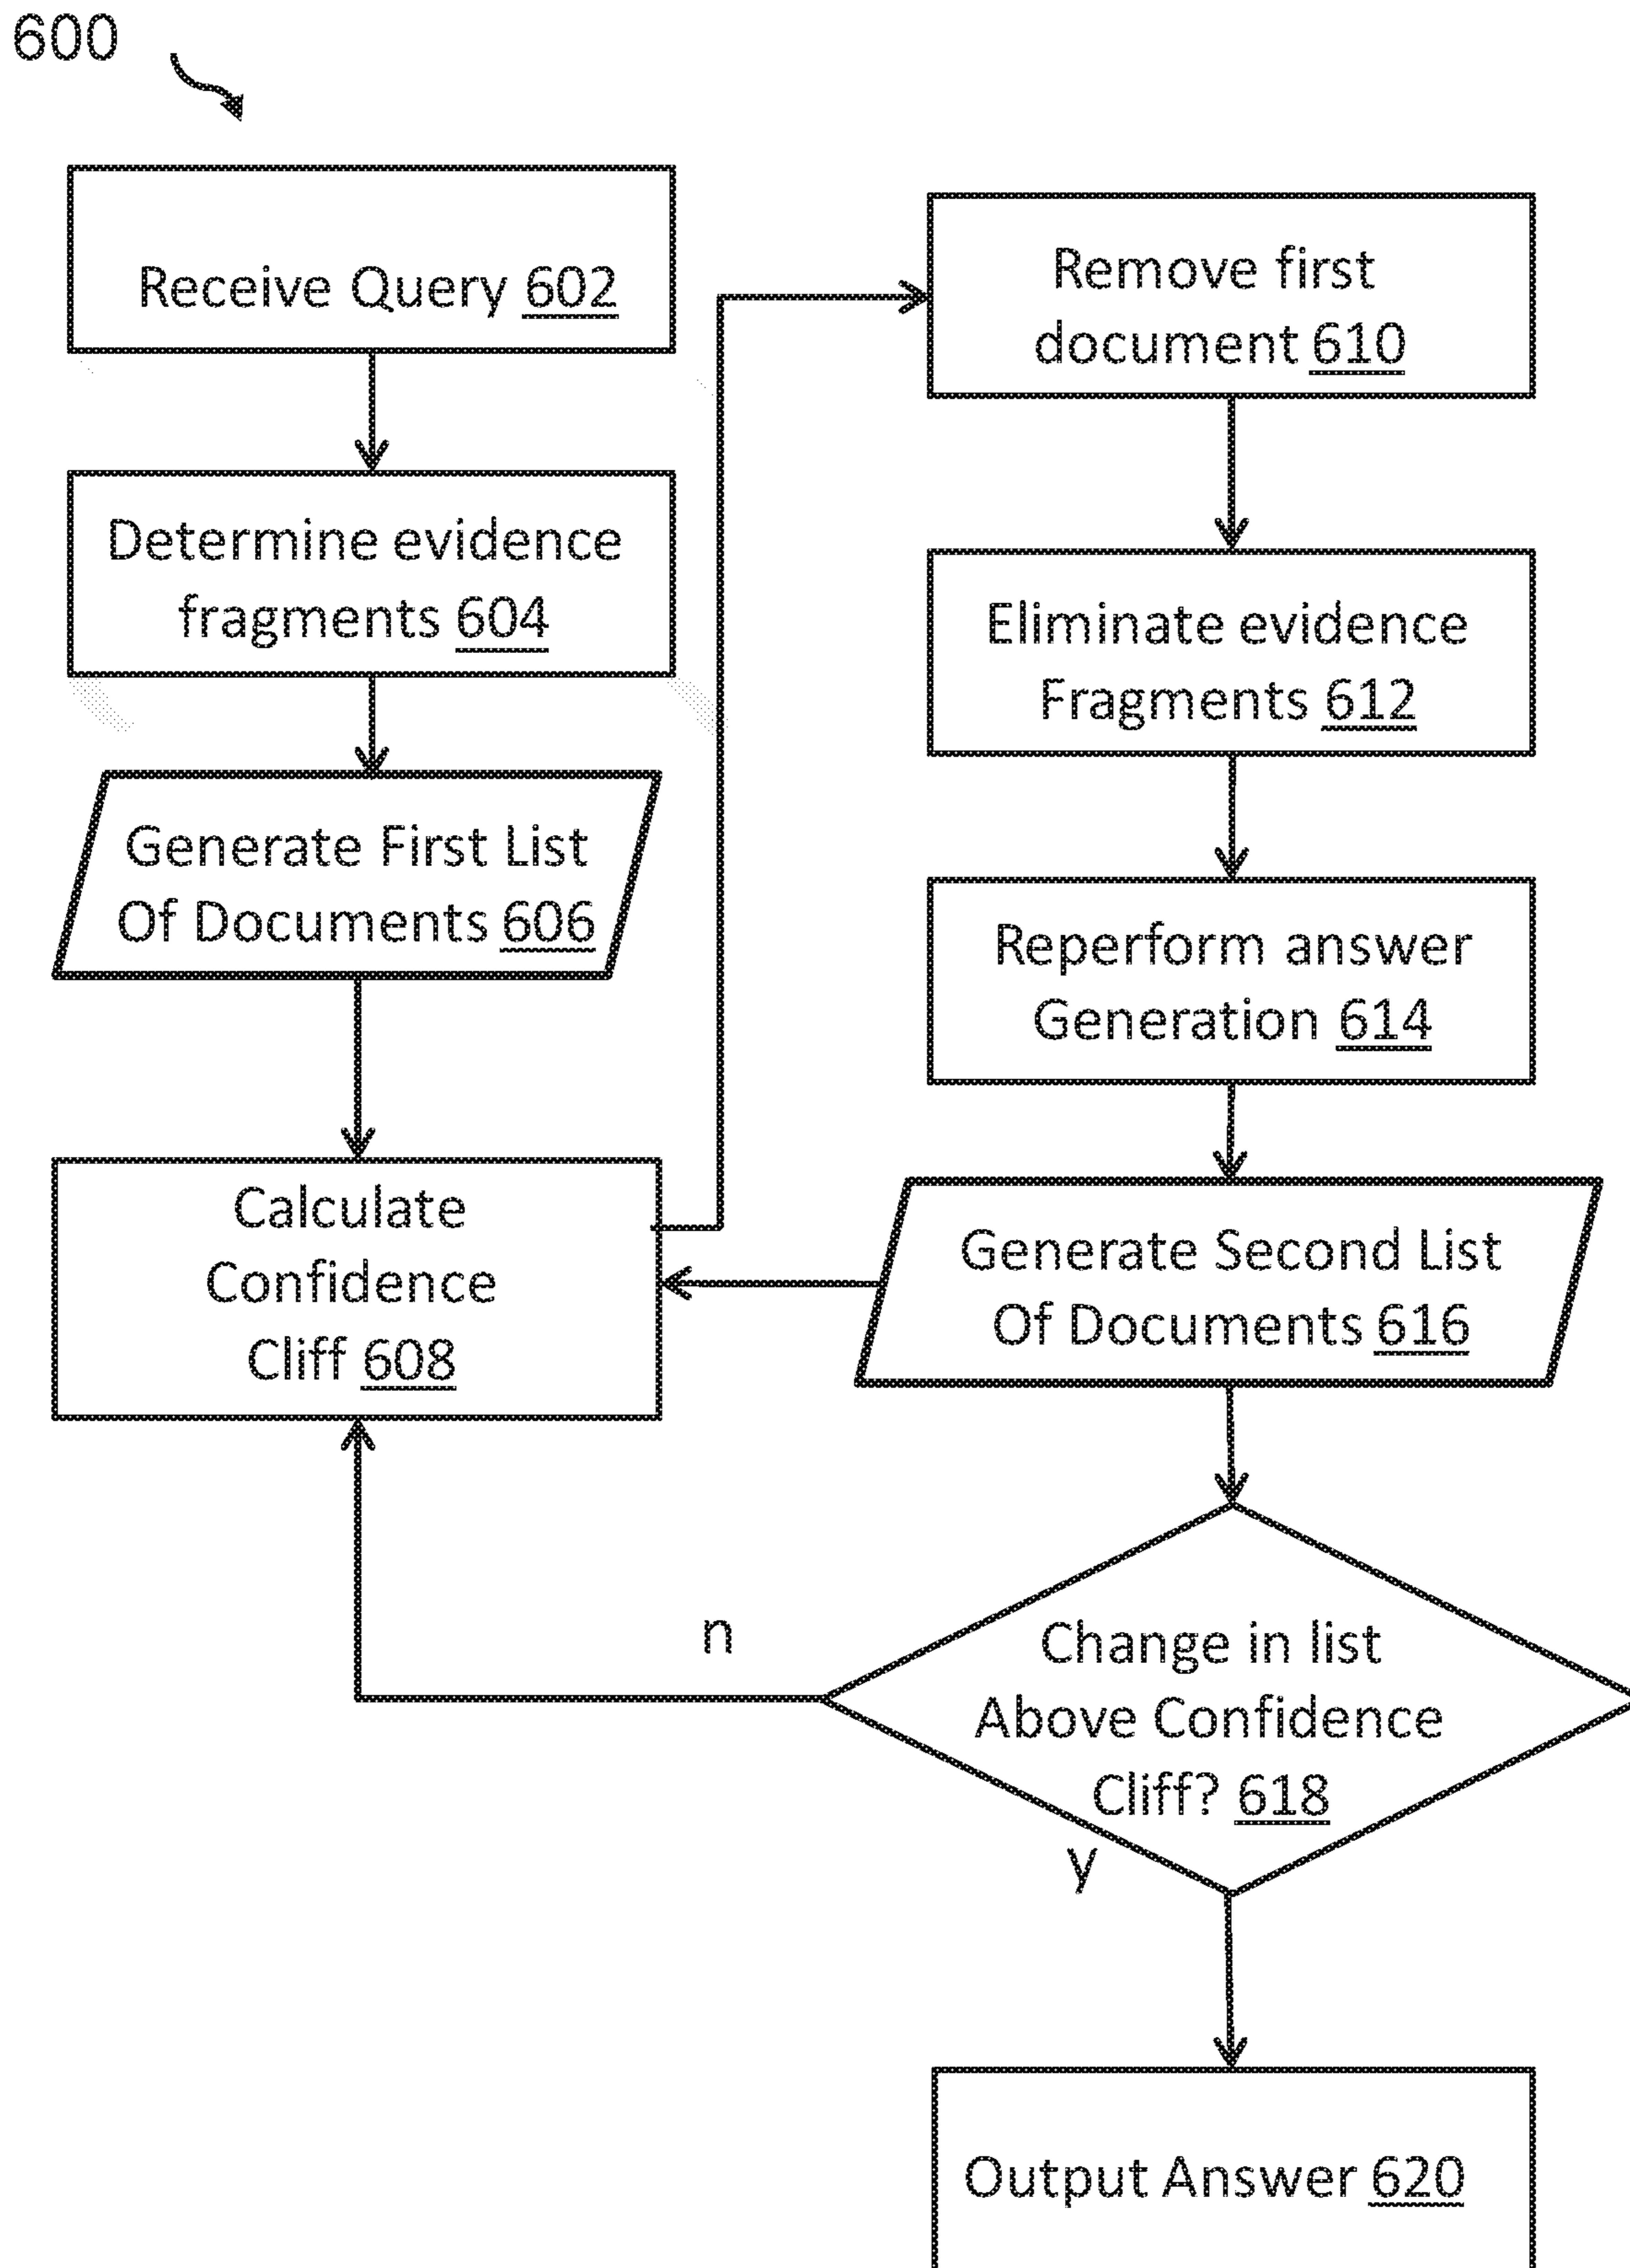 600
Receive Query 602
Determine evidence
fragments 604
Generate First List
Of Documents 606
Calculate
Confidence
Cliff 608
Remove first
document 610
Eliminate evidence
Fragments 612
Reperform answer
Generation 614
Generate Second List
Of Documents 616
Change in list
Above Confidence
Cliff? 618
n
y
Output Answer 620